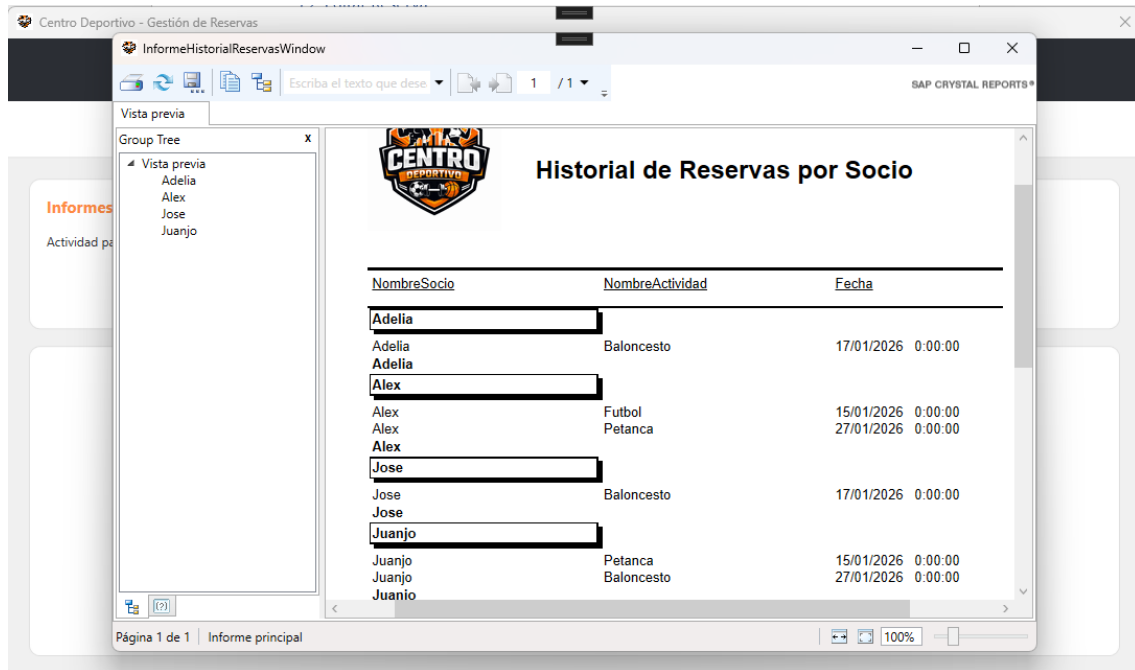 Centro Deportivo - Gestión de Reservas
InformeHistorialReservasWindow
Escriba el texto que dese
1 / 1
SAP CRYSTAL REPORTS®
Vista previa
Group Tree X
Vista previa
Adelia
Alex
Jose
Juanjo
Informes
Actividad pa
CENTRO
DEPORTIVO
Historial de Reservas por Socio
NombreSocio NombreActividad Fecha
Adelia
Adelia Baloncesto 17/01/2026 0:00:00
Adelia
Alex
Alex Futbol 15/01/2026 0:00:00
Alex Petanca 27/01/2026 0:00:00
Alex
Jose
Jose Baloncesto 17/01/2026 0:00:00
Jose
Juanjo
Juanjo Petanca 15/01/2026 0:00:00
Juanjo Baloncesto 27/01/2026 0:00:00
Juanjo
Página 1 de 1 Informe principal 100%